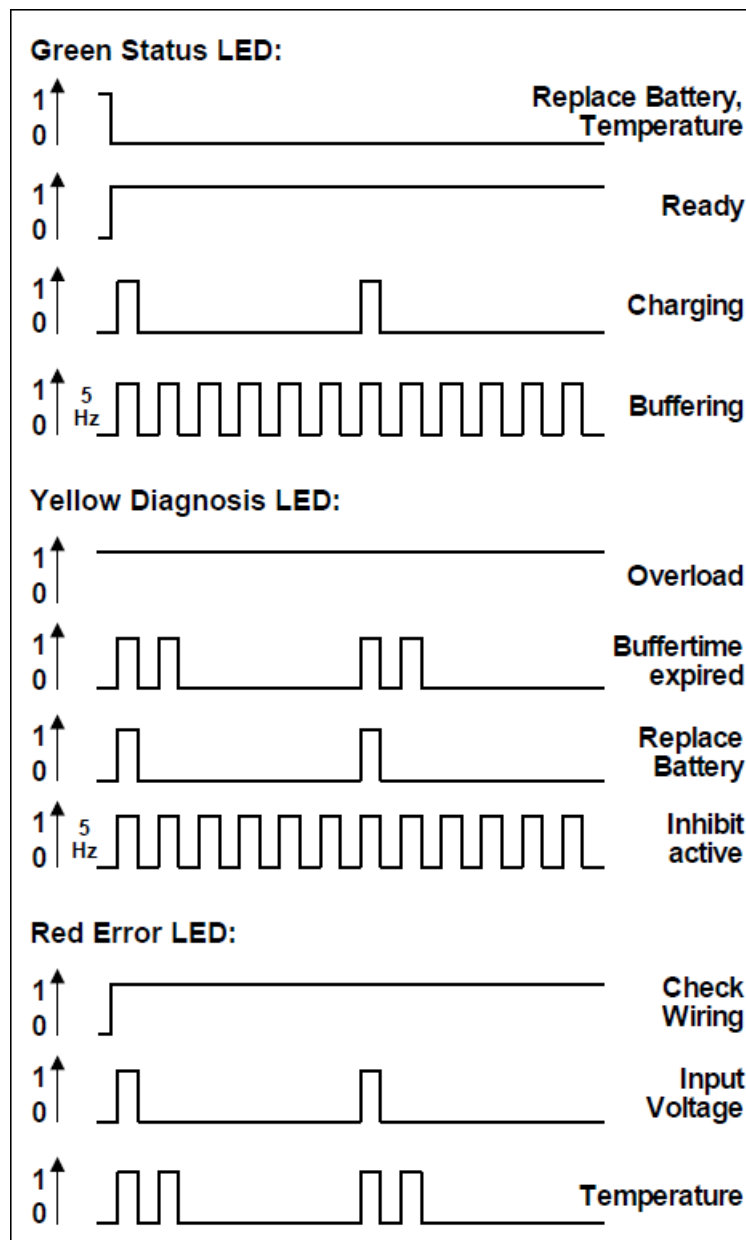 Green Status LED:
1
0
Replace Battery,
Temperature
1
0
Ready
1
0
Charging
1
0
5
Hz
Buffering
Yellow Diagnosis LED:
1
0
Overload
1
0
Buffertime
expired
1
0
Replace
Battery
1
0
5
Hz
Inhibit
active
Red Error LED:
1
0
Check
Wiring
1
0
Input
Voltage
1
0
Temperature